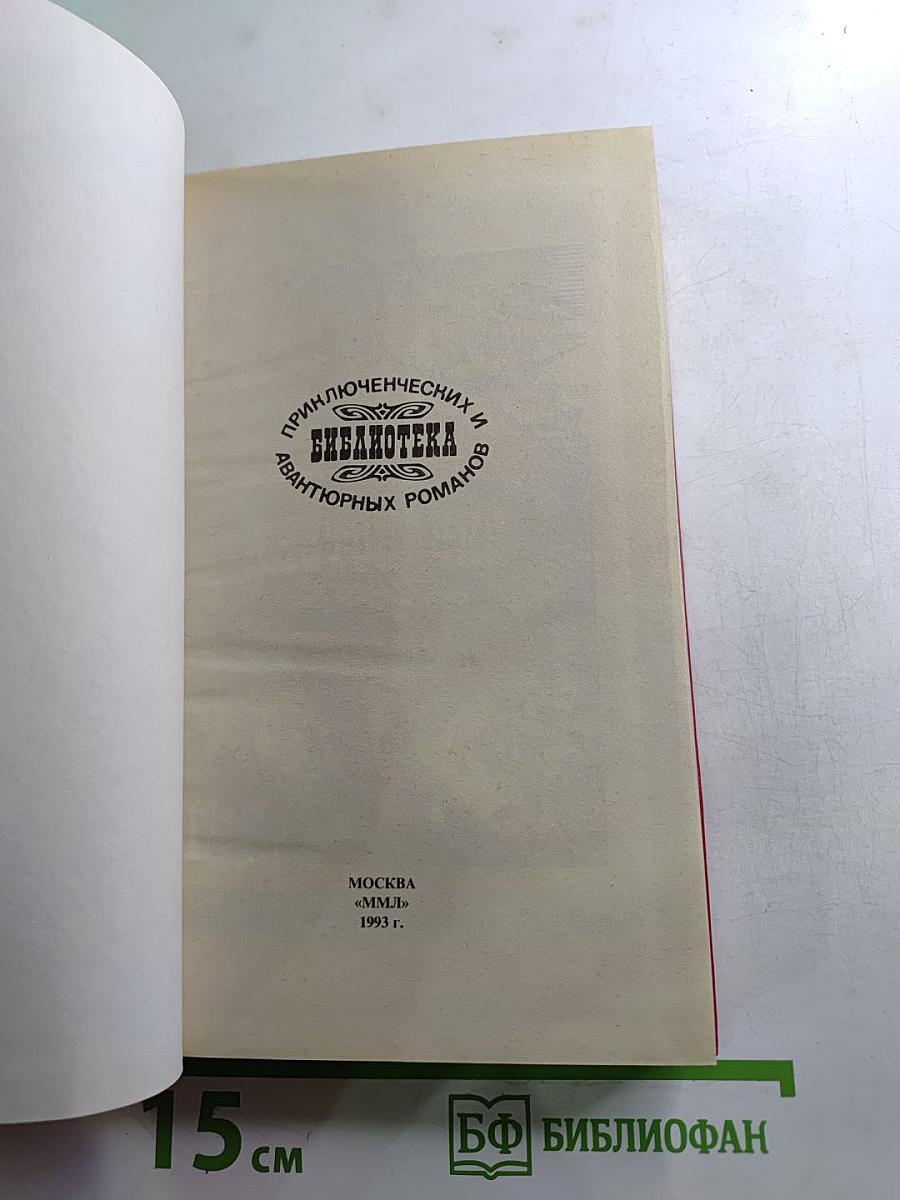 ПРИКЛЮЧЕНЧЕСКИХ И
БИБЛИОТЕКА
АВАНТЮРНЫХ РОМАНОВ
МОСКВА
«ММЛ»
1993 г.
15 см
БФ БИБЛИОФАН